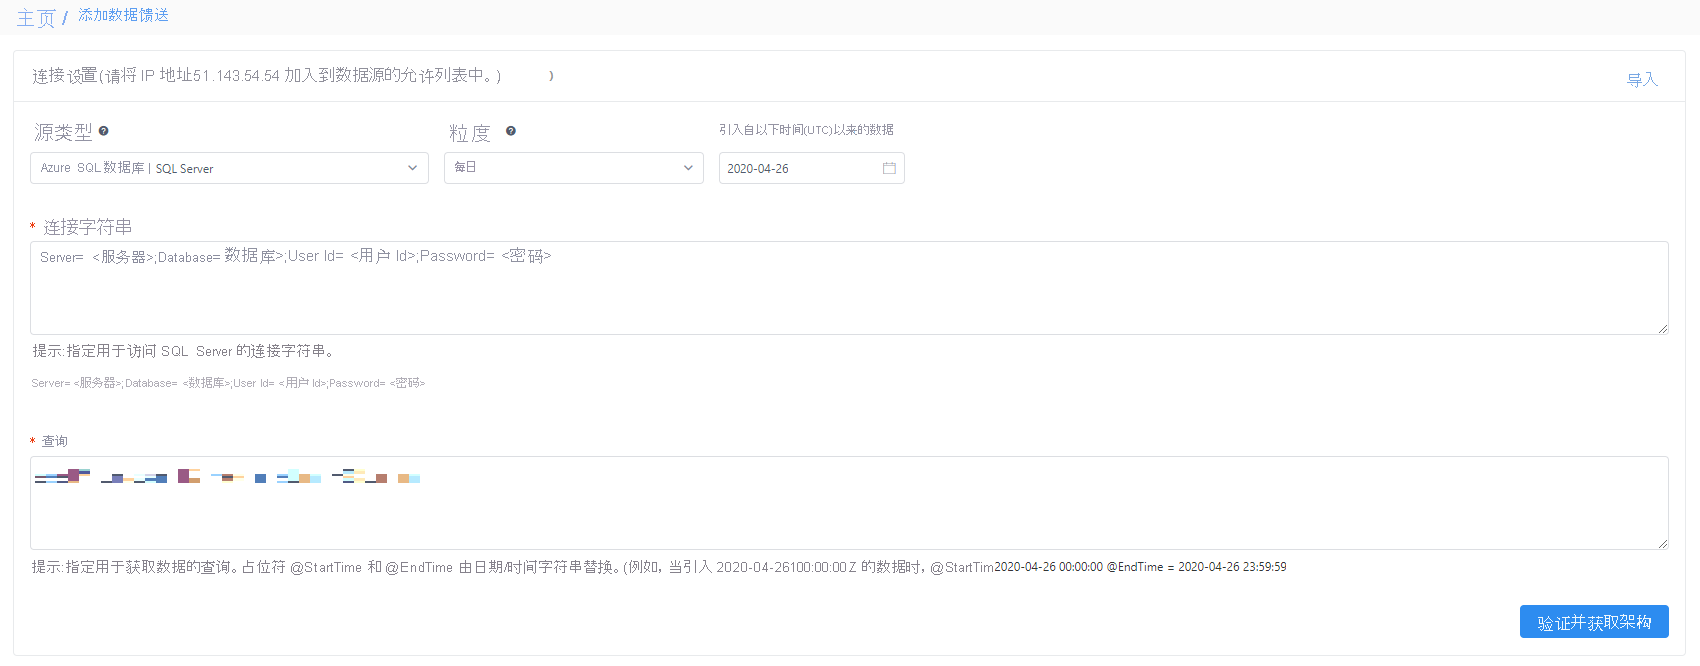 主页 / 添加数据馈送
连接设置(请将 IP 地址51.143.54.54 加入到数据源的允许列表中。) )
导入
源类型 粒度 引入自以下时间(UTC)以来的数据
Azure SQL 数据库 | SQL Server 每日 2020-04-26
* 连接字符串
Server= <服务器>;Database= 数据库>;User Id= <用户 Id>;Password= <密码>
提示:指定用于访问 SQL Server 的连接字符串。
Server= <服务器>;Database= <数据库>;User Id= <用户 Id>;Password= <密码>
* 查询
提示:指定用于获取数据的查询。占位符 @StartTime 和 @EndTime 由日期/时间字符串替换。(例如，当引入 2020-04-26100:00:00Z 的数据时，@StartTim2020-04-26 00:00:00 @EndTime = 2020-04-26 23:59:59
验证并获取架构